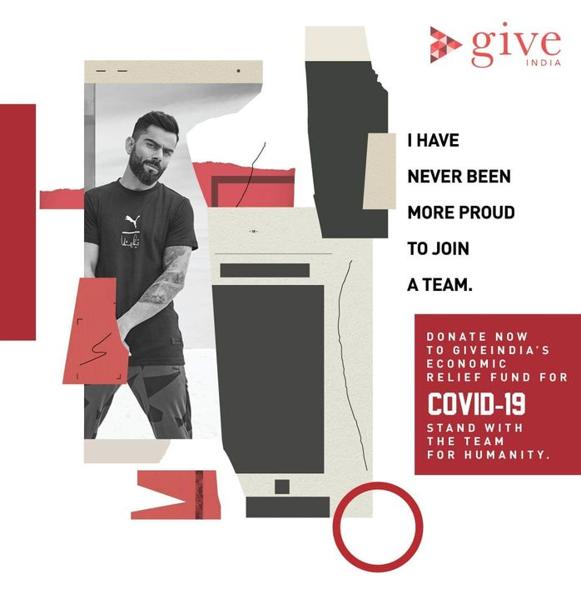 give
INDIA
I HAVE
NEVER BEEN
MORE PROUD
TO JOIN
A TEAM.
DONATE NOW
TO GIVEINDIA'S
ECONOMIC
RELIEF FUND FOR
COVID-19
STAND WITH
THE TEAM
FOR HUMANITY.